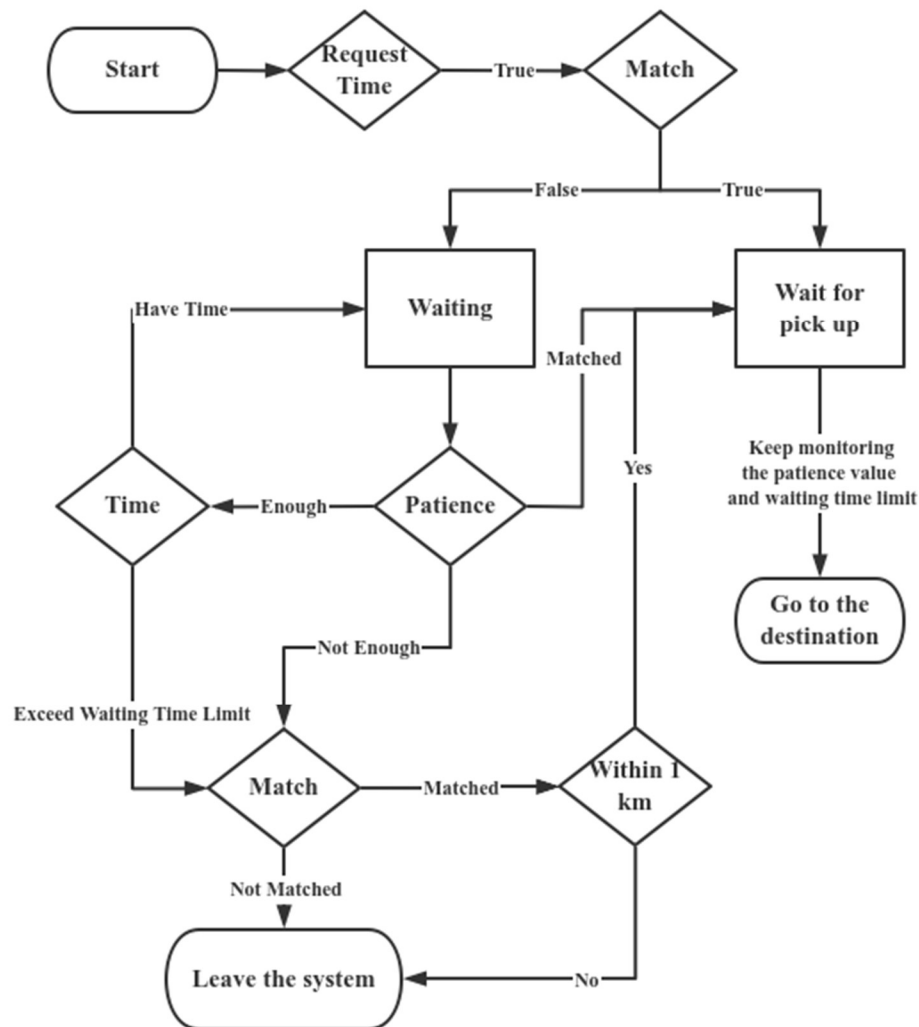 Start
Request
Time
True
Match
False
True
Waiting
Wait for
pick up
Have Time
Matched
Keep monitoring
the patience value
and waiting time limit
Yes
Time
Enough
Patience
Go to the
destination
Not Enough
Exceed Waiting Time Limit
Match
Matched
Within 1
km
Not Matched
Leave the system
No